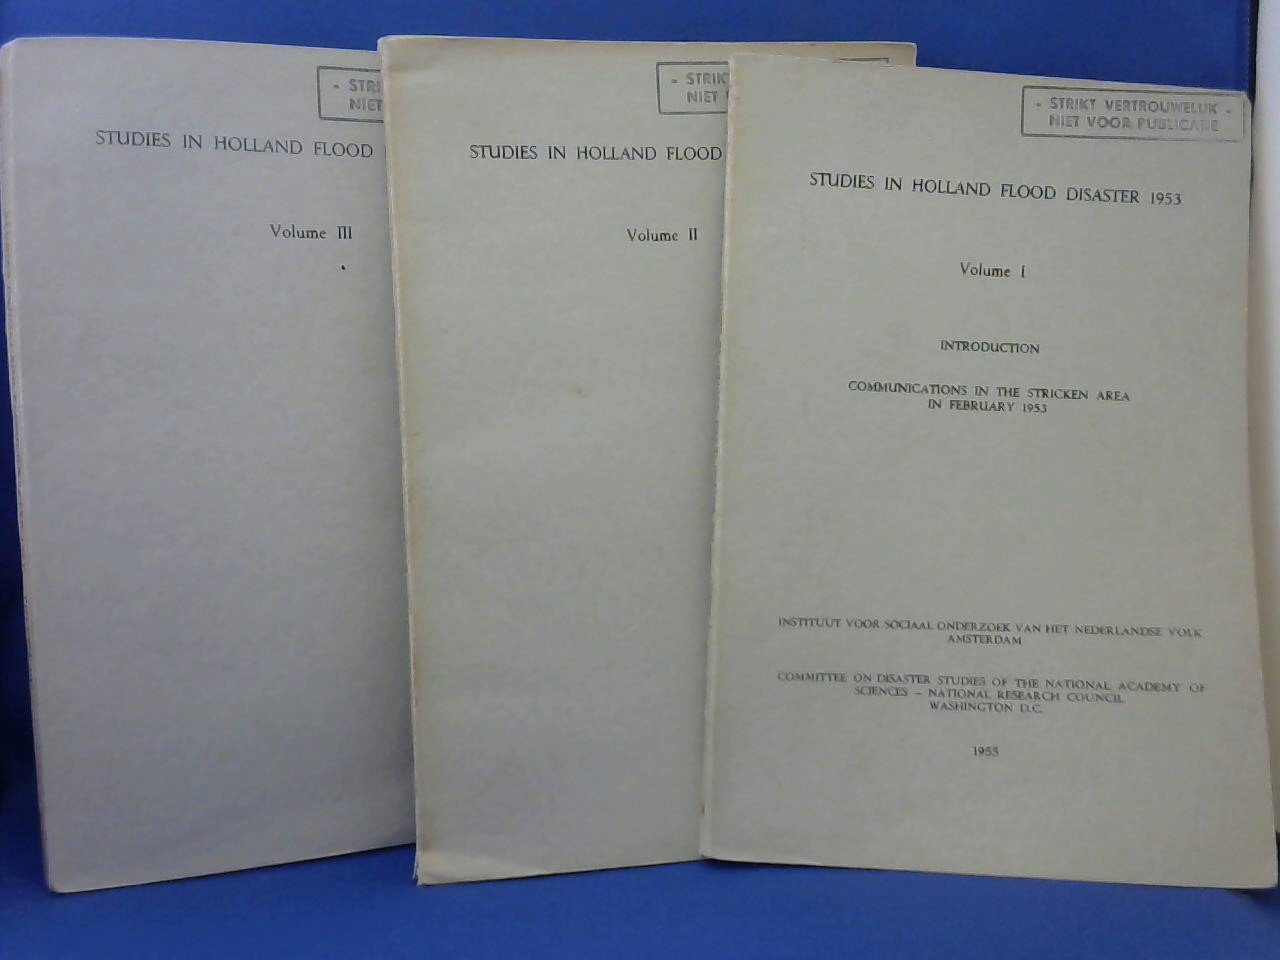 - STRI
NIET
STUDIES IN HOLLAND FLOOD
Volume III
- STRIK
NIET
STUDIES IN HOLLAND FLOOD
Volume II
- STRIKT VERTROUWELIJK -
NIET VOOR PUBLICATIE
STUDIES IN HOLLAND FLOOD DISASTER 1953
Volume I
INTRODUCTION
COMMUNICATIONS IN THE STRICKEN AREA
IN FEBRUARY 1953
INSTITUUT VOOR SOCIAAL ONDERZOEK VAN HET NEDERLANDSE VOLK
AMSTERDAM
COMMITTEE ON DISASTER STUDIES OF THE NATIONAL ACADEMY OF
SCIENCES – NATIONAL RESEARCH COUNCIL
WASHINGTON D.C.
1955